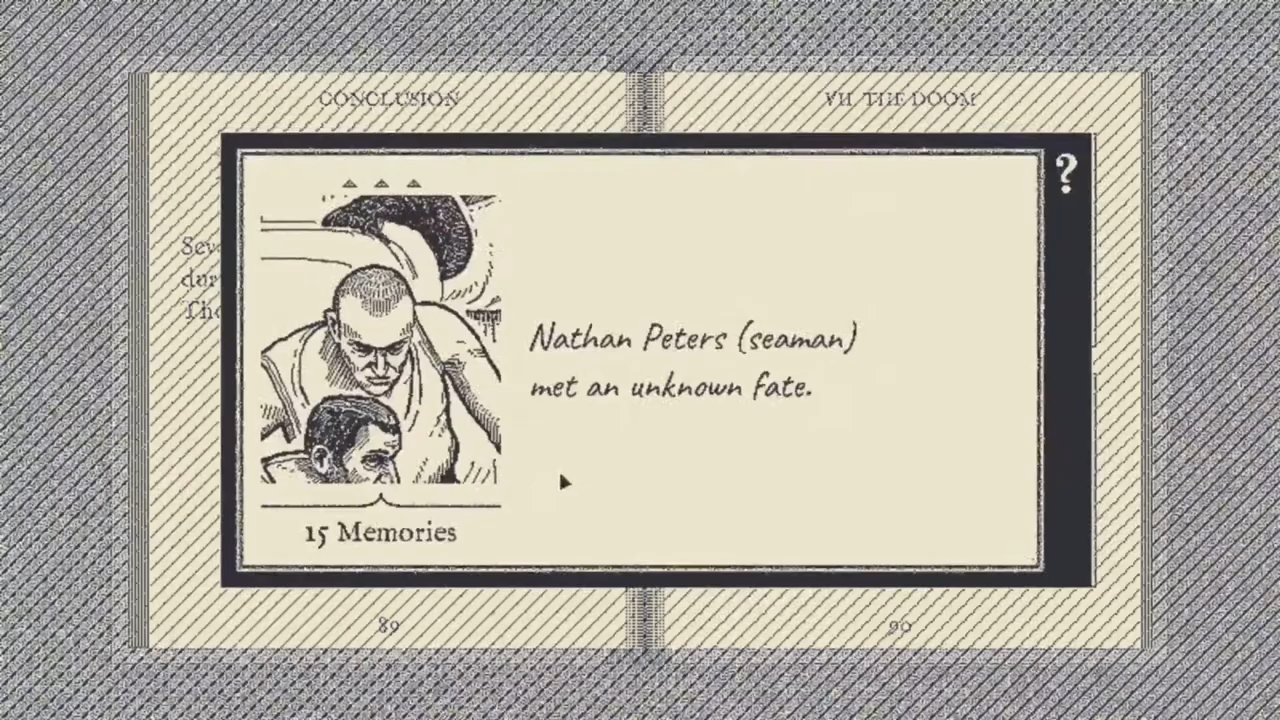 CONCLUSION
VII. THE DOOM
?
Nathan Peters (seaman)
met an unknown fate.
15 Memories
89
90